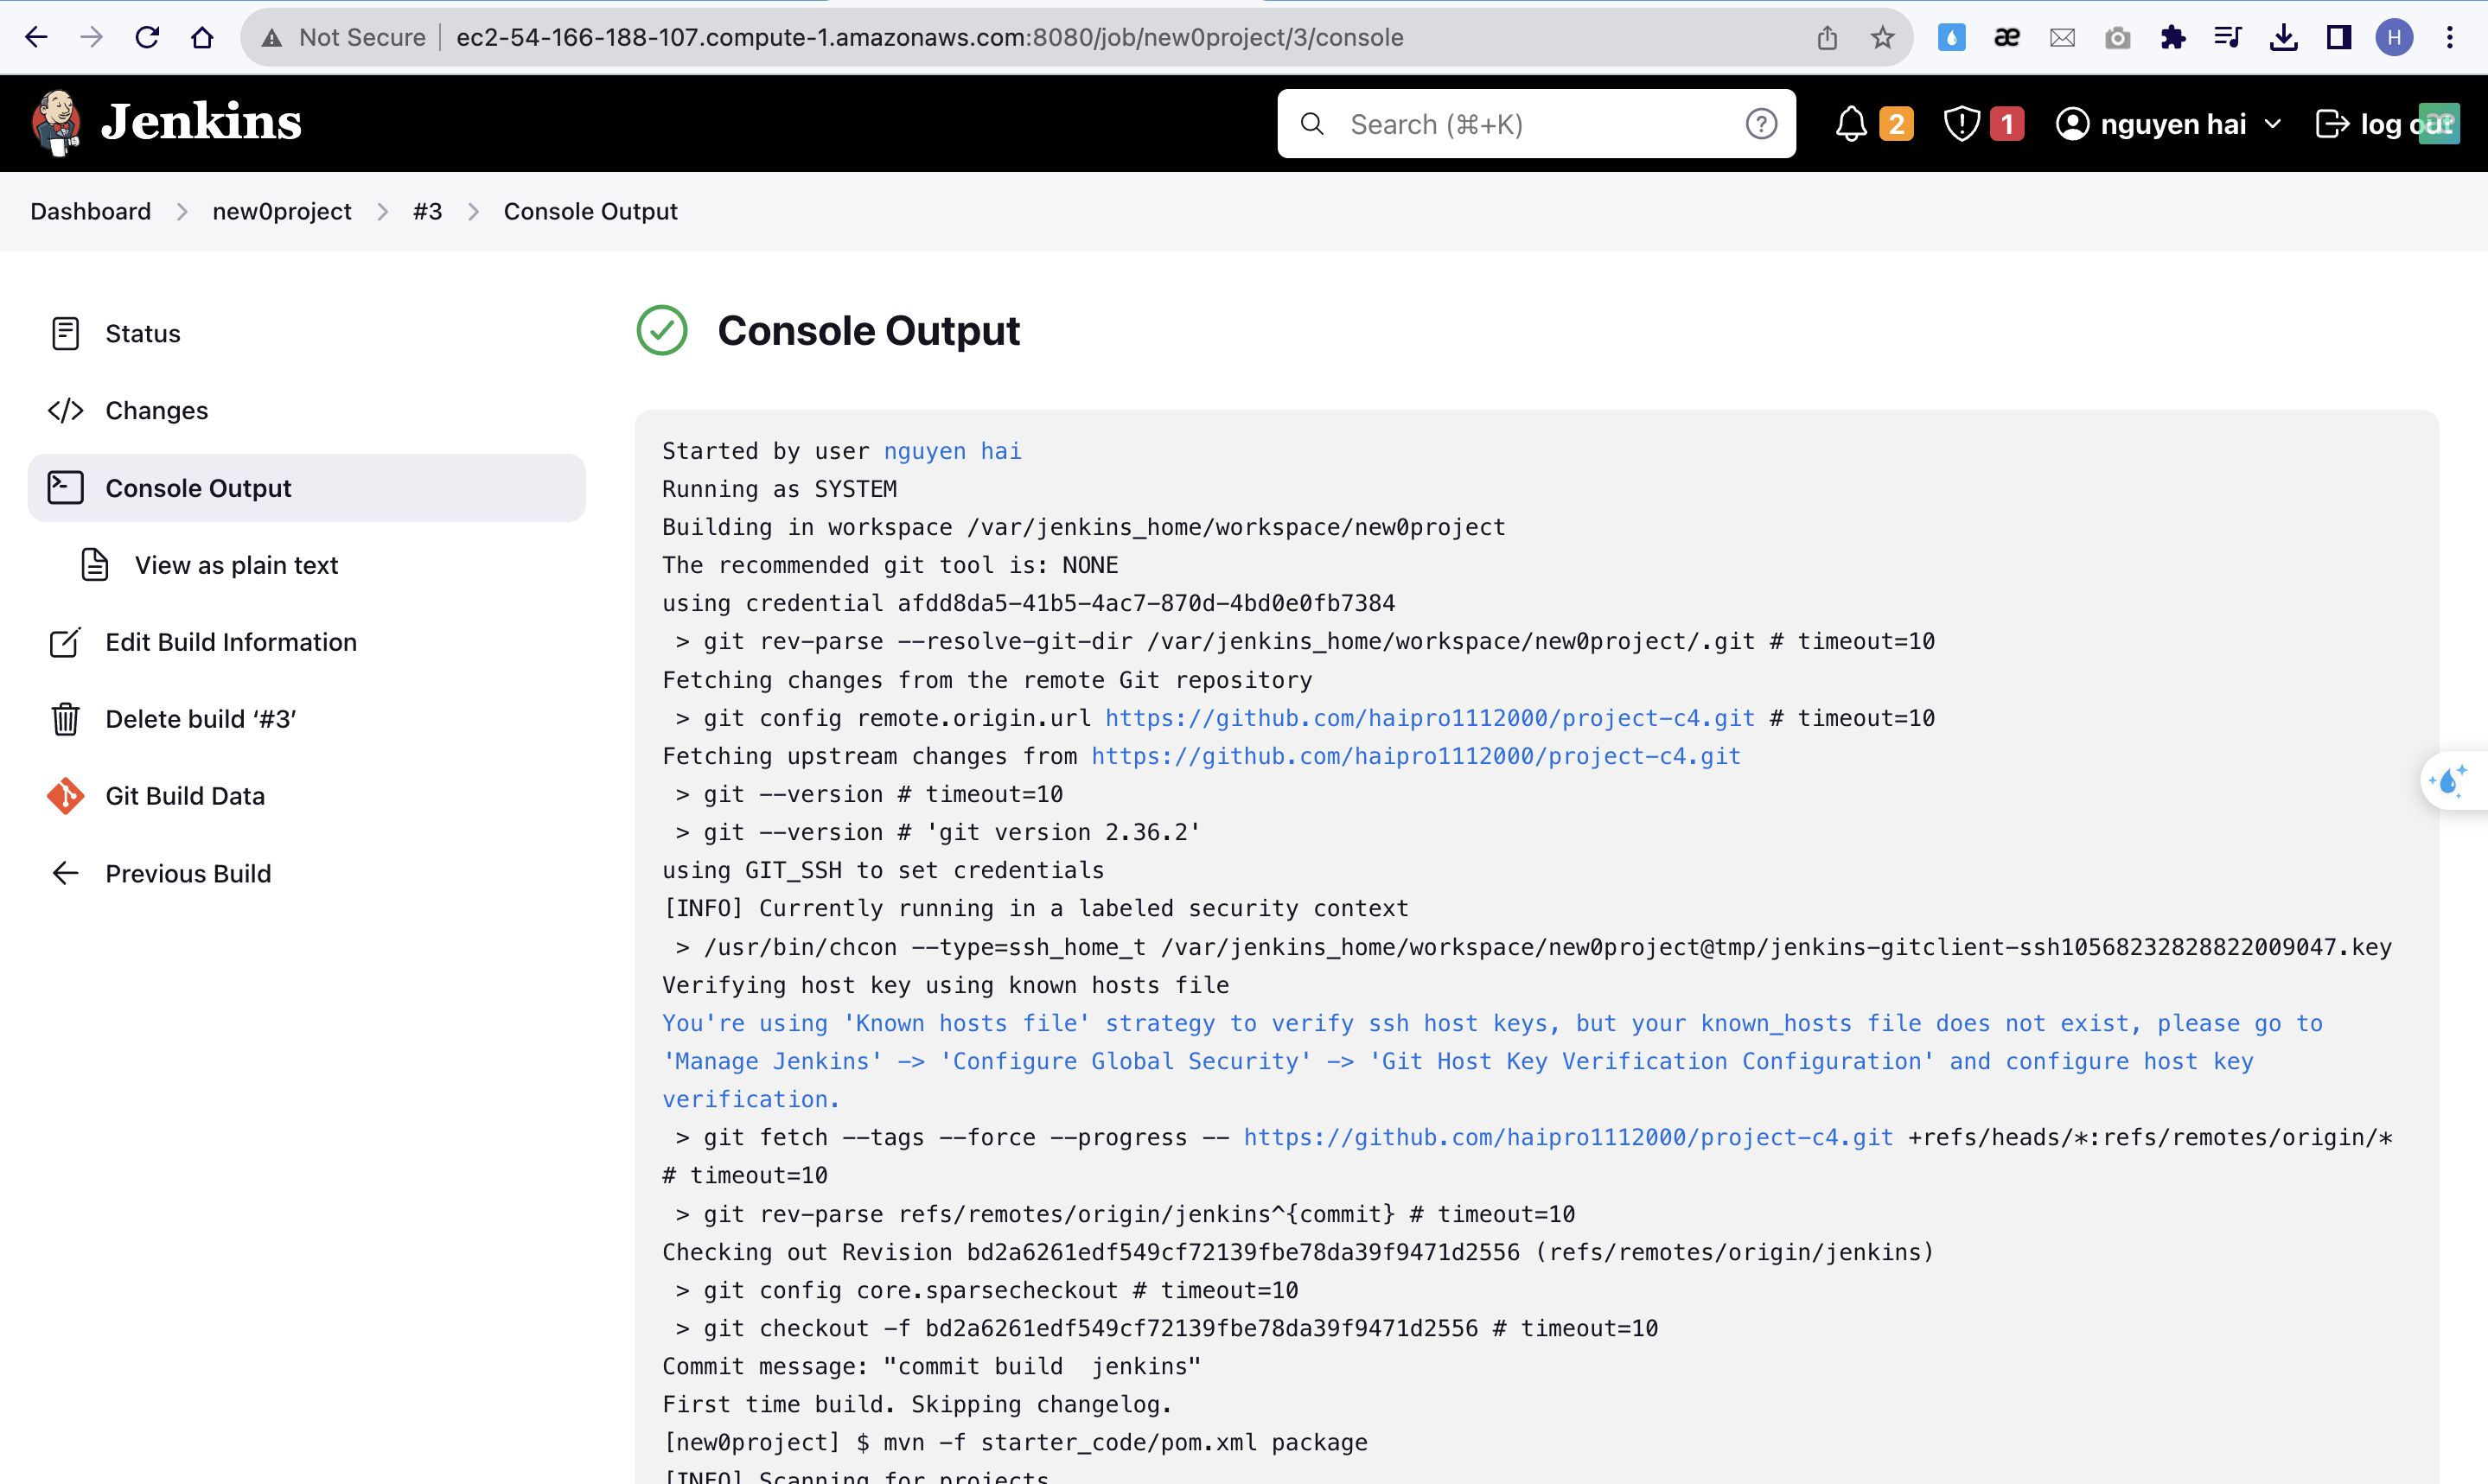 Not Secure ec2-54-166-188-107.compute-1.amazonaws.com:8080/job/new0project/3/console
æ
H
Jenkins
Search (⌘+K)
?
2
1
nguyen hai
log out
Dashboard
new0project
#3
Console Output
Status
Changes
Console Output
View as plain text
Edit Build Information
Delete build ‘#3’
Git Build Data
Previous Build
Console Output
Started by user nguyen hai
Running as SYSTEM
Building in workspace /var/jenkins_home/workspace/new0project
The recommended git tool is: NONE
using credential afdd8da5-41b5-4ac7-870d-4bd0e0fb7384
> git rev-parse --resolve-git-dir /var/jenkins_home/workspace/new0project/.git # timeout=10
Fetching changes from the remote Git repository
> git config remote.origin.url https://github.com/haipro1112000/project-c4.git # timeout=10
Fetching upstream changes from https://github.com/haipro1112000/project-c4.git
> git --version # timeout=10
> git --version # 'git version 2.36.2'
using GIT_SSH to set credentials
[INFO] Currently running in a labeled security context
> /usr/bin/chcon --type=ssh_home_t /var/jenkins_home/workspace/new0project@tmp/jenkins-gitclient-ssh10568232828822009047.key
Verifying host key using known hosts file
You're using 'Known hosts file' strategy to verify ssh host keys, but your known_hosts file does not exist, please go to
'Manage Jenkins' -> 'Configure Global Security' -> 'Git Host Key Verification Configuration' and configure host key
verification.
> git fetch --tags --force --progress -- https://github.com/haipro1112000/project-c4.git +refs/heads/*:refs/remotes/origin/*
# timeout=10
> git rev-parse refs/remotes/origin/jenkins^{commit} # timeout=10
Checking out Revision bd2a6261edf549cf72139fbe78da39f9471d2556 (refs/remotes/origin/jenkins)
> git config core.sparsecheckout # timeout=10
> git checkout -f bd2a6261edf549cf72139fbe78da39f9471d2556 # timeout=10
Commit message: "commit build  jenkins"
First time build. Skipping changelog.
[new0project] $ mvn -f starter_code/pom.xml package
[INFO] Scanning for projects